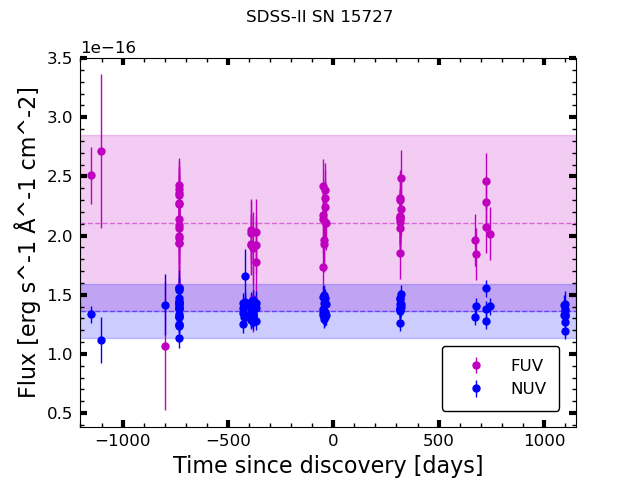 SDSS-II SN 15727
1e−16
3.5
3.0
2.5
2.0
1.5
1.0
0.5
Flux [erg s^-1 Å^-1 cm^-2]
FUV
NUV
−1000 −500 0 500 1000
Time since discovery [days]